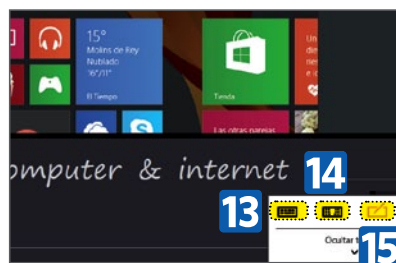 15°
Molins de Rey
Nublado
16°/11°
El Tiempo
Tienda
Un
Las otras parejas
omputer & internet
14
13
15
Ocultar t